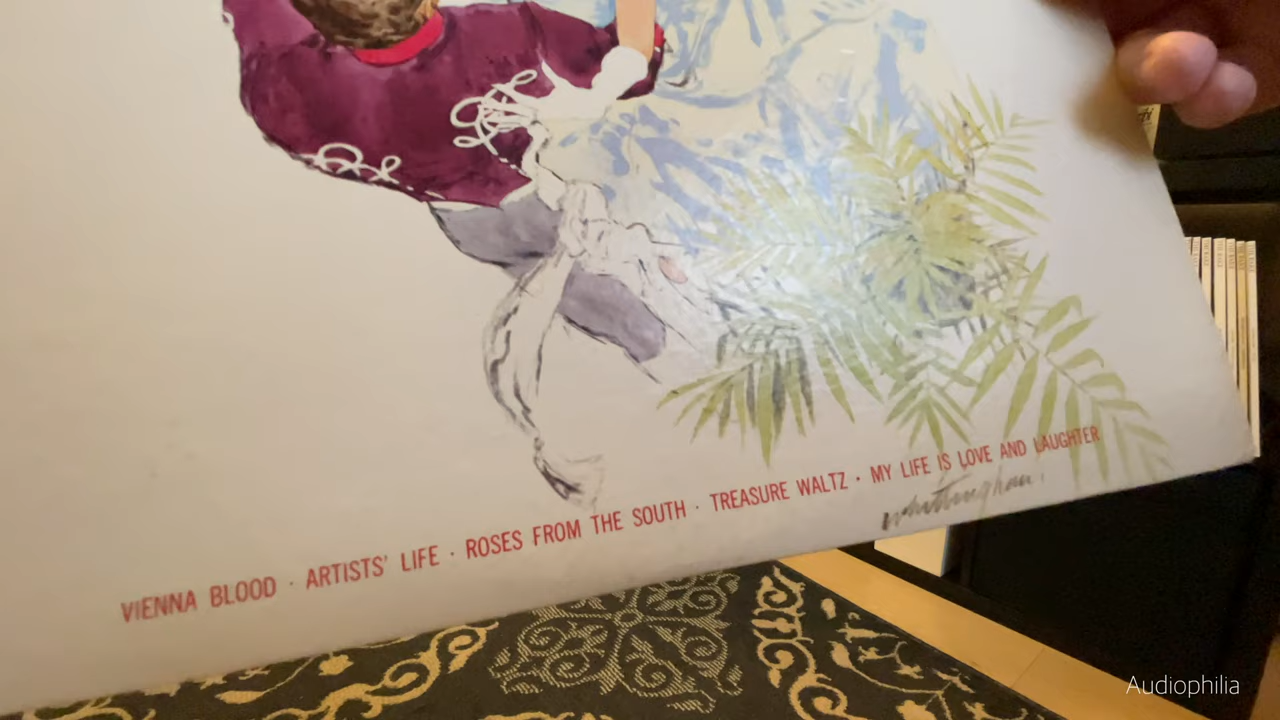 VIENNA BLOOD · ARTISTS' LIFE · ROSES FROM THE SOUTH · TREASURE WALTZ · MY LIFE IS LOVE AND LAUGHTER
Audiophilia